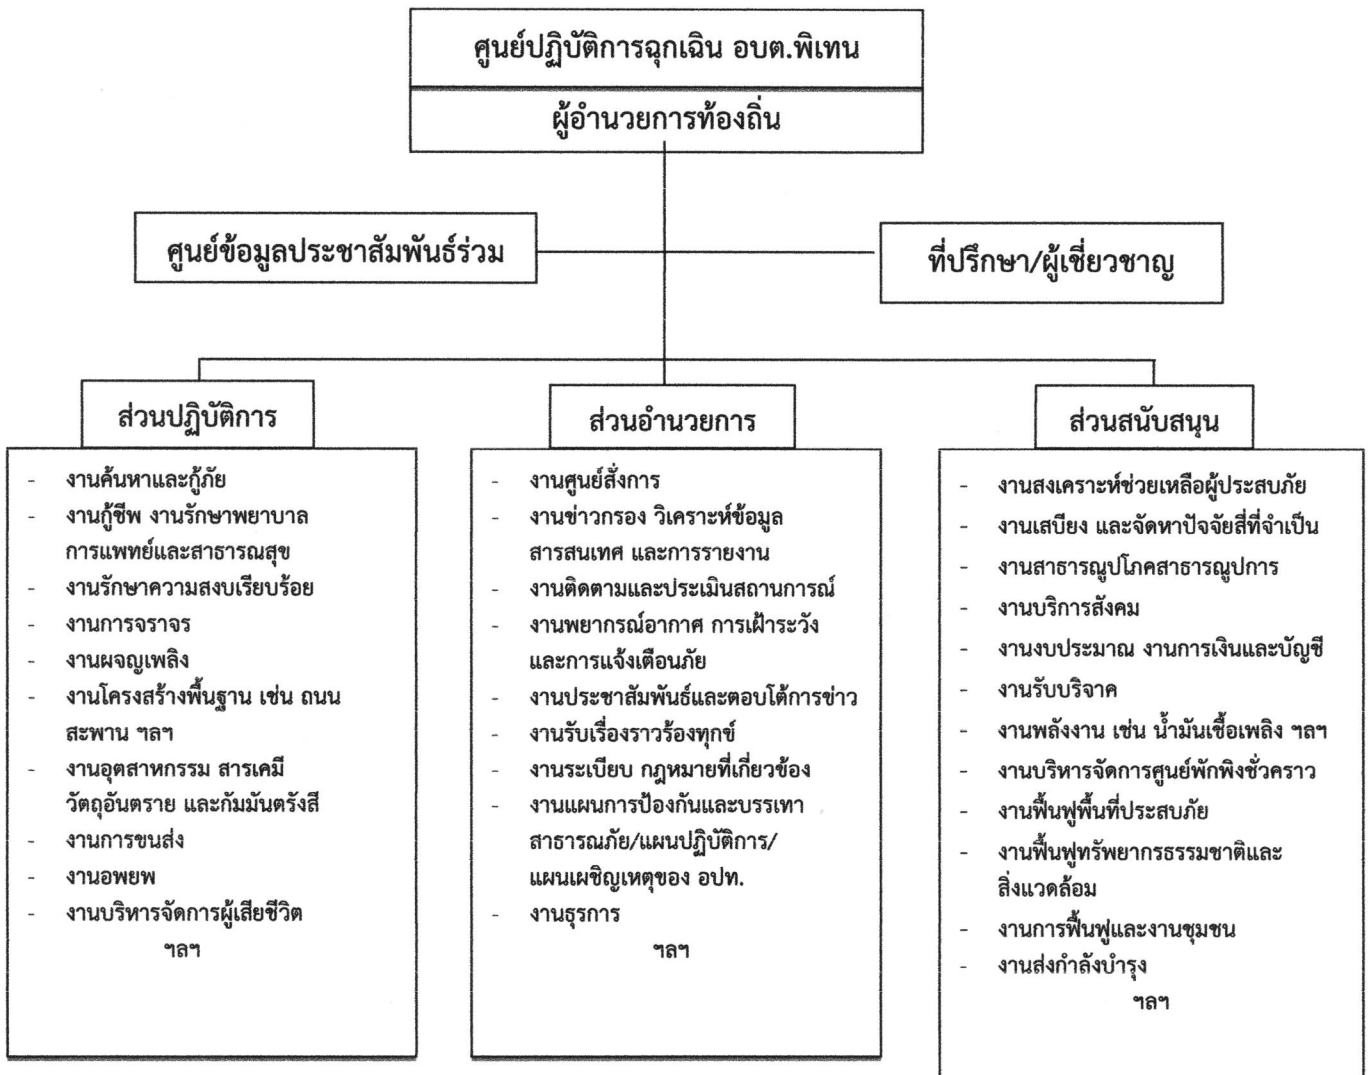 ศูนย์ปฏิบัติการฉุกเฉิน อบต.พิเทน
ผู้อำนวยการท้องถิ่น
ศูนย์ข้อมูลประชาสัมพันธ์ร่วม
ที่ปรึกษา/ผู้เชี่ยวชาญ
ส่วนปฏิบัติการ
- งานค้นหาและกู้ภัย
- งานกู้ชีพ งานรักษาพยาบาล
การแพทย์และสาธารณสุข
- งานรักษาความสงบเรียบร้อย
- งานการจราจร
- งานผจญเพลิง
- งานโครงสร้างพื้นฐาน เช่น ถนน
สะพาน ฯลฯ
- งานอุตสาหกรรม สารเคมี
วัตถุอันตราย และกัมมันตรังสี
- งานการขนส่ง
- งานอพยพ
- งานบริหารจัดการผู้เสียชีวิต
ฯลฯ
ส่วนอำนวยการ
- งานศูนย์สั่งการ
- งานข่าวกรอง วิเคราะห์ข้อมูล
สารสนเทศ และการรายงาน
- งานติดตามและประเมินสถานการณ์
- งานพยากรณ์อากาศ การเฝ้าระวัง
และการแจ้งเตือนภัย
- งานประชาสัมพันธ์และตอบโต้การข่าว
- งานรับเรื่องราวร้องทุกข์
- งานระเบียบ กฎหมายที่เกี่ยวข้อง
- งานแผนการป้องกันและบรรเทา
สาธารณภัย/แผนปฏิบัติการ/
แผนเผชิญเหตุของ อปท.
- งานธุรการ
ฯลฯ
ส่วนสนับสนุน
- งานสงเคราะห์ช่วยเหลือผู้ประสบภัย
- งานเสบียง และจัดหาปัจจัยสี่ที่จำเป็น
- งานสาธารณูปโภคสาธารณูปการ
- งานบริการสังคม
- งานงบประมาณ งานการเงินและบัญชี
- งานรับบริจาค
- งานพลังงาน เช่น น้ำมันเชื้อเพลิง ฯลฯ
- งานบริหารจัดการศูนย์พักพิงชั่วคราว
- งานฟื้นฟูพื้นที่ประสบภัย
- งานฟื้นฟูทรัพยากรธรรมชาติและ
สิ่งแวดล้อม
- งานการฟื้นฟูและงานชุมชน
- งานส่งกำลังบำรุง
ฯลฯ